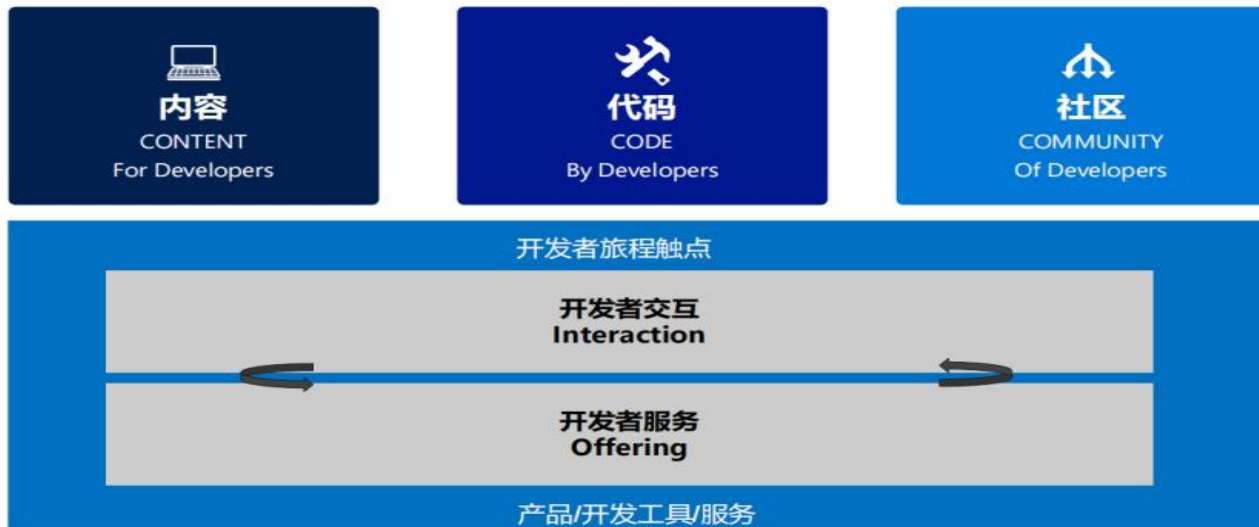 内容
CONTENT
For Developers
代码
CODE
By Developers
社区
COMMUNITY
Of Developers
开发者旅程触点
开发者交互
Interaction
开发者服务
Offering
产品/开发工具/服务